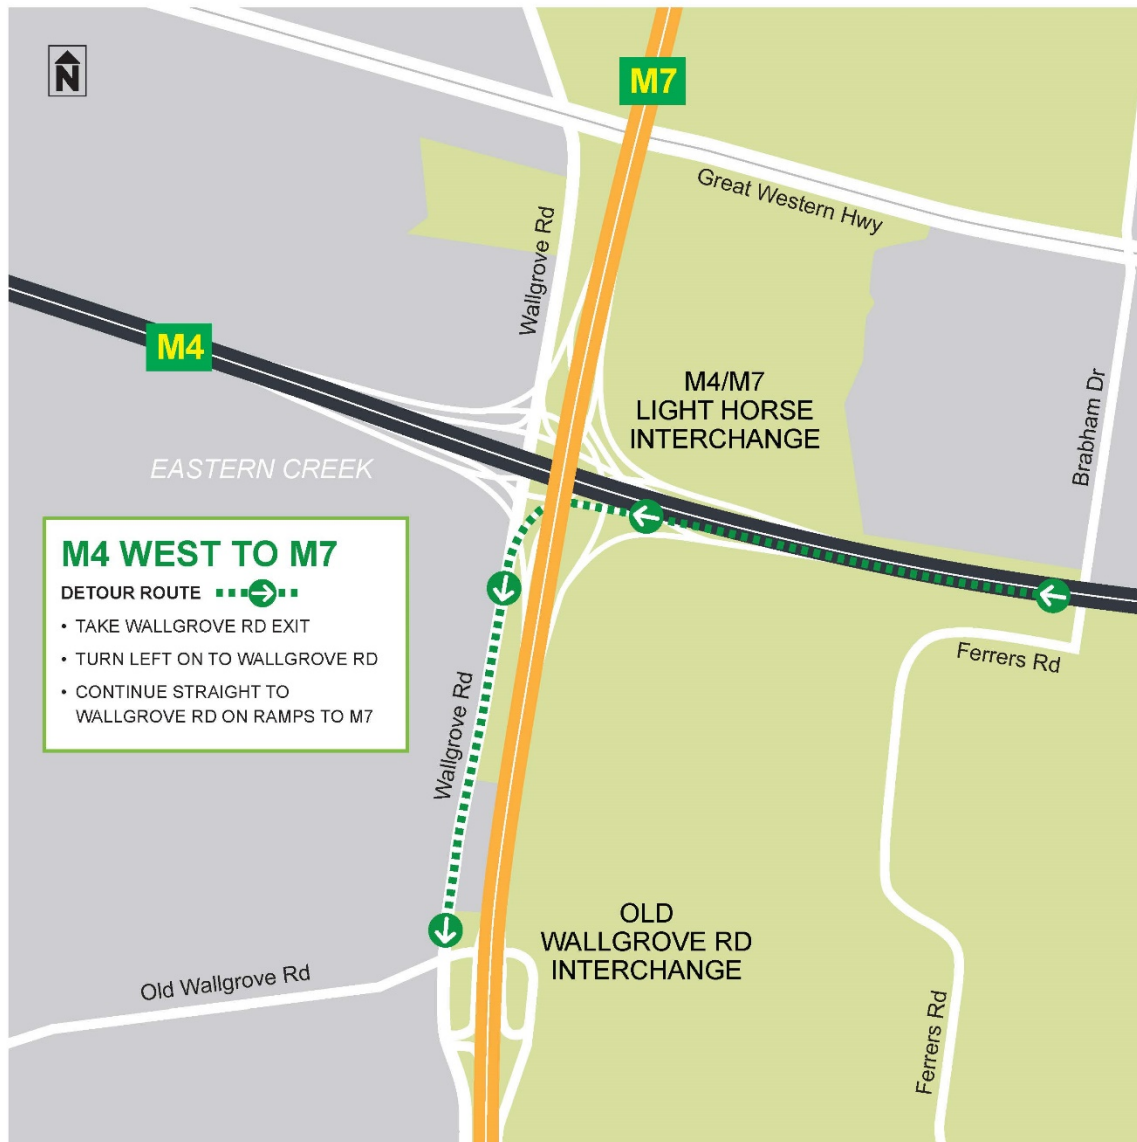 N
M7
Great Western Hwy
Wallgrove Rd
M4
M4/M7
LIGHT HORSE
INTERCHANGE
Brabham Dr
EASTERN CREEK
M4 WEST TO M7
DETOUR ROUTE
• TAKE WALLGROVE RD EXIT
• TURN LEFT ON TO WALLGROVE RD
• CONTINUE STRAIGHT TO
WALLGROVE RD ON RAMPS TO M7
Ferrers Rd
Wallgrove Rd
OLD
WALLGROVE RD
INTERCHANGE
Old Wallgrove Rd
Ferrers Rd